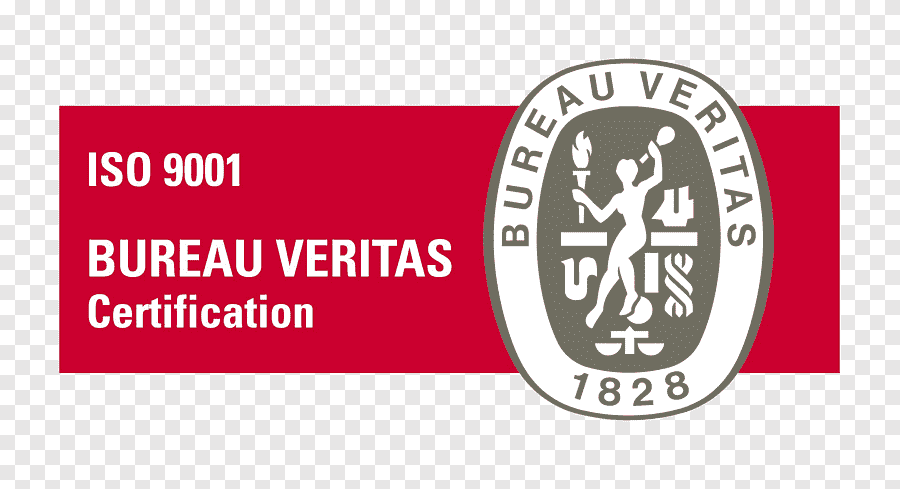 ISO 9001
BUREAU VERITAS
Certification
BUREAU VERITAS
1828